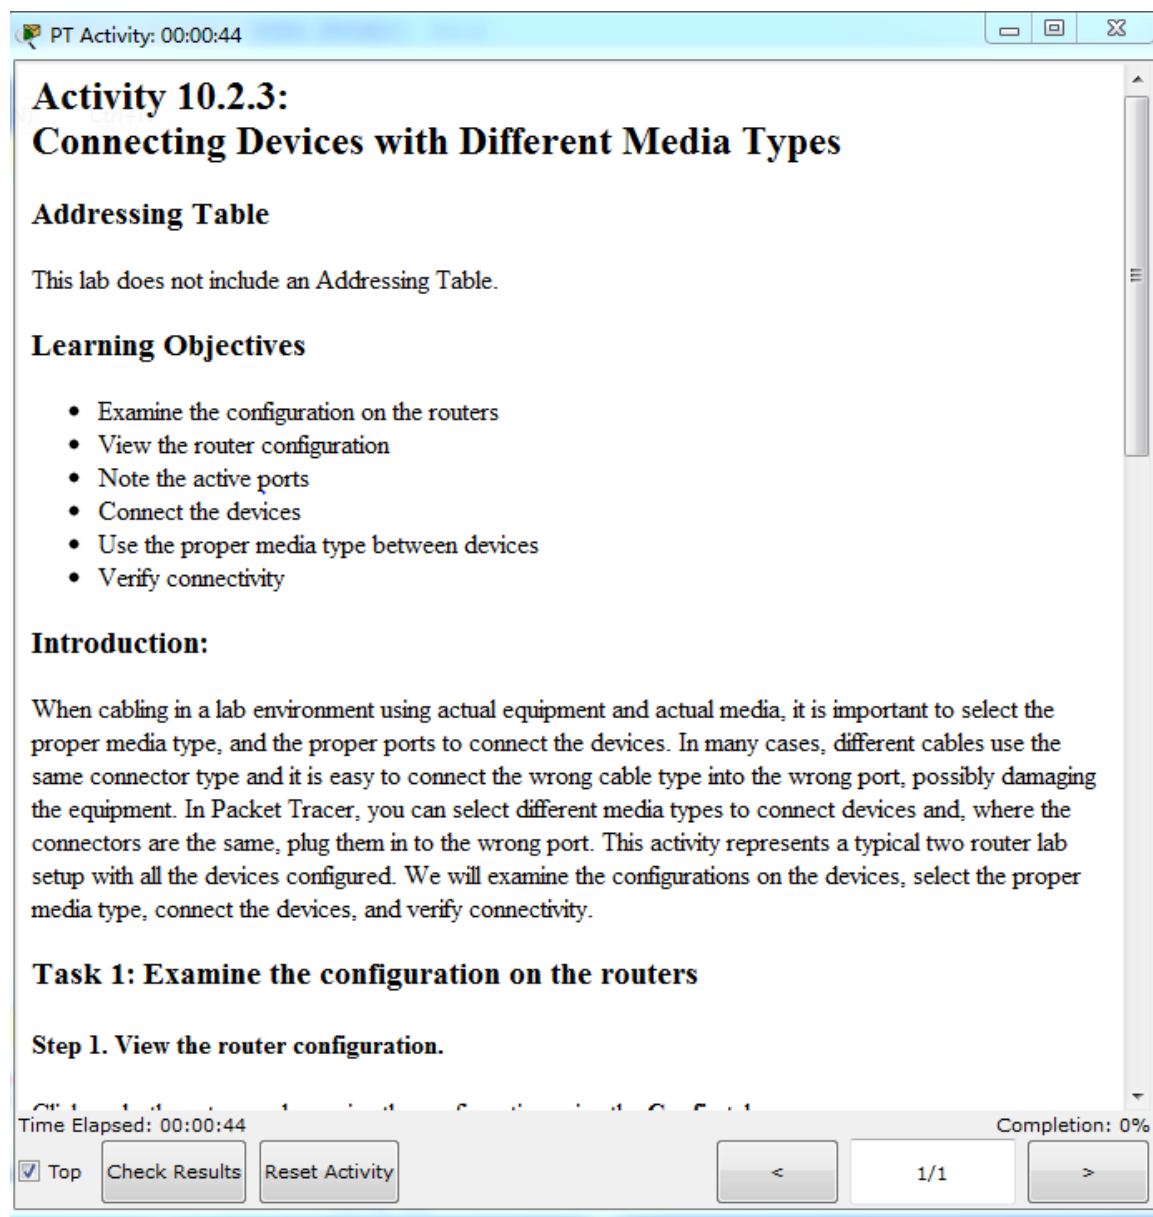 PT Activity: 00:00:44
Activity 10.2.3:
Connecting Devices with Different Media Types
Addressing Table
This lab does not include an Addressing Table.
Learning Objectives
• Examine the configuration on the routers
• View the router configuration
• Note the active ports
• Connect the devices
• Use the proper media type between devices
• Verify connectivity
Introduction:
When cabling in a lab environment using actual equipment and actual media, it is important to select the
proper media type, and the proper ports to connect the devices. In many cases, different cables use the
same connector type and it is easy to connect the wrong cable type into the wrong port, possibly damaging
the equipment. In Packet Tracer, you can select different media types to connect devices and, where the
connectors are the same, plug them in to the wrong port. This activity represents a typical two router lab
setup with all the devices configured. We will examine the configurations on the devices, select the proper
media type, connect the devices, and verify connectivity.
Task 1: Examine the configuration on the routers
Step 1. View the router configuration.
Time Elapsed: 00:00:44 Completion: 0%
Top Check Results Reset Activity < 1/1 >